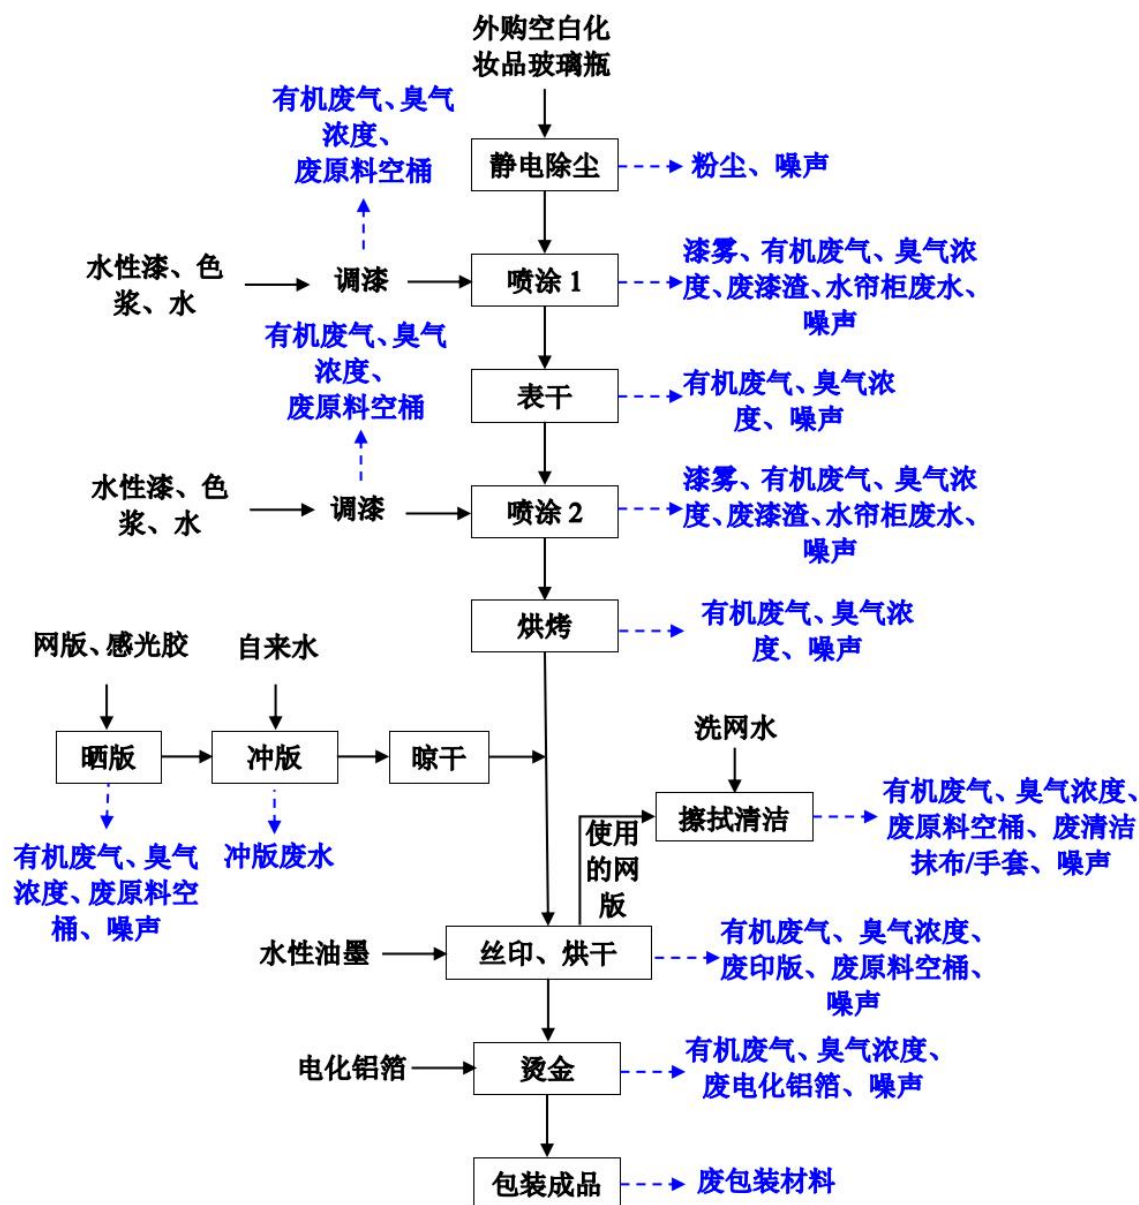 外购空白化
妆品玻璃瓶
有机废气、臭气
浓度、
废原料空桶
静电除尘
粉尘、噪声
水性漆、色
浆、水
调漆
喷涂 1
漆雾、有机废气、臭气浓
度、废漆渣、水帘柜废水、
噪声
有机废气、臭气
浓度、
废原料空桶
表干
有机废气、臭气浓
度、噪声
水性漆、色
浆、水
调漆
喷涂 2
漆雾、有机废气、臭气浓
度、废漆渣、水帘柜废水、
噪声
烘烤
有机废气、臭气浓
度、噪声
网版、感光胶
自来水
晒版
冲版
晾干
洗网水
擦拭清洁
有机废气、臭气浓度、
废原料空桶、废清洁
抹布/手套、噪声
使用
的网
版
有机废气、臭气
浓度、废原料空
桶、噪声
冲版废水
水性油墨
丝印、烘干
有机废气、臭气浓度、
废印版、废原料空桶、
噪声
电化铝箔
烫金
有机废气、臭气浓度、
废电化铝箔、噪声
包装成品
废包装材料